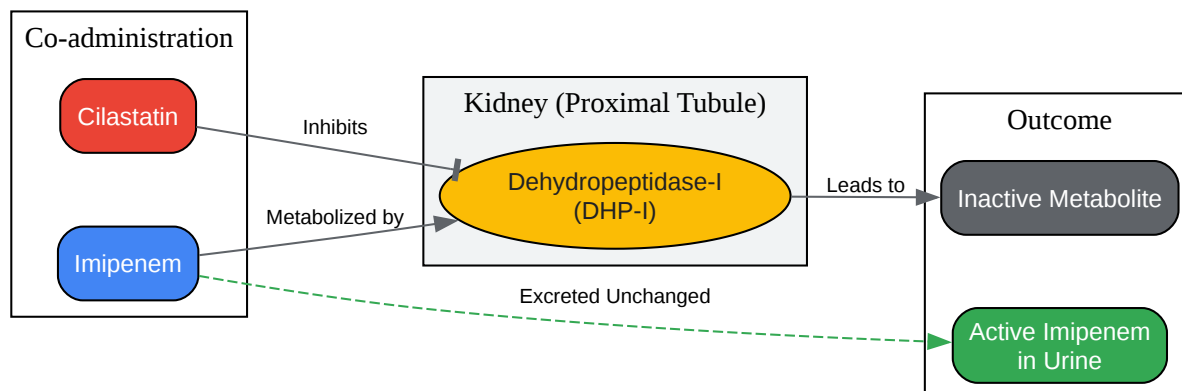 Co-administration
Cilastatin
Imipenem
Inhibits
Metabolized by
Kidney (Proximal Tubule)
Dehydropeptidase-I
(DHP-I)
Leads to
Excreted Unchanged
Outcome
Inactive Metabolite
Active Imipenem
in Urine